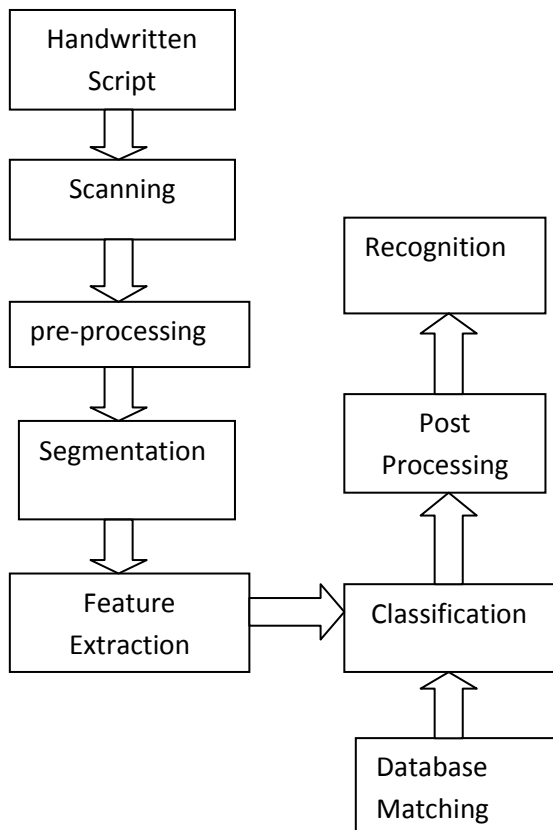 Handwritten
Script
Scanning
pre-processing
Segmentation
Feature
Extraction
Classification
Database
Matching
Post
Processing
Recognition